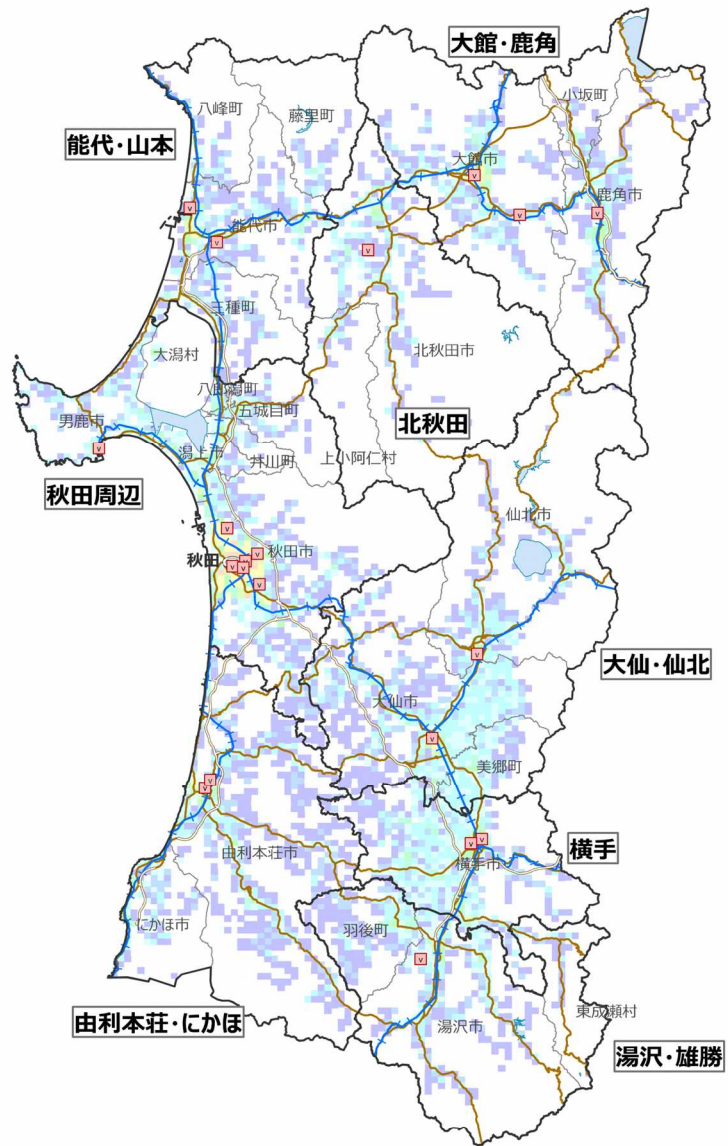 大館・鹿角
小坂町
八峰町
藤里町
能代・山本
大館市
鹿角市
能代市
三種町
大潟村
北秋田市
八郎潟町
五城目町
男鹿市
北秋田
潟上市
井川町
上小阿仁村
秋田周辺
仙北市
秋田市
秋田
大仙・仙北
大仙市
美郷町
横手
横手市
由利本荘市
羽後町
にかほ市
東成瀬村
由利本荘・にかほ
湯沢市
湯沢・雄勝